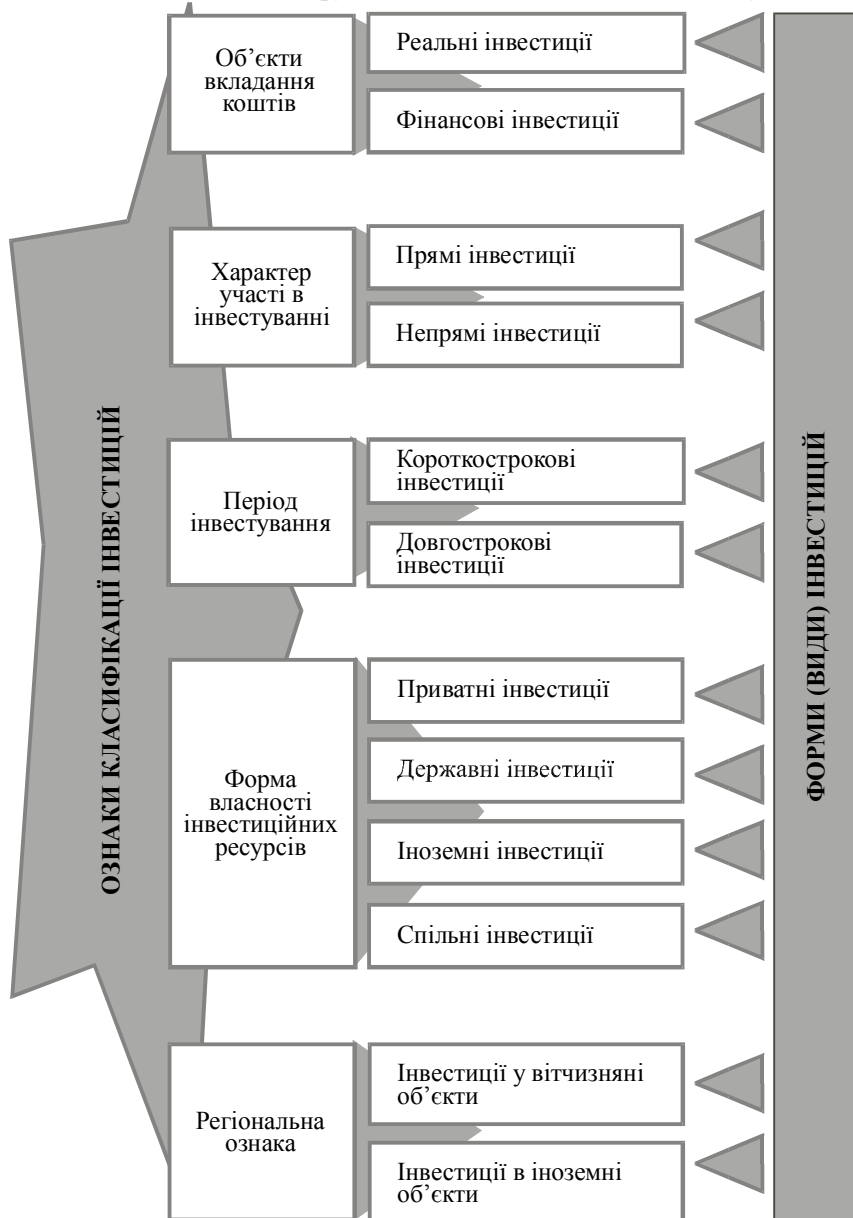 Об’єкти
вкладання
коштів
Реальні інвестиції
Фінансові інвестиції
Характер
участі в
інвестуванні
Прямі інвестиції
Непрямі інвестиції
Період
інвестування
Короткострокові
інвестиції
Довгострокові
інвестиції
Форма
власності
інвестиційних
ресурсів
Приватні інвестиції
Державні інвестиції
Іноземні інвестиції
Спільні інвестиції
Регіональна
ознака
Інвестиції у вітчизняні
об’єкти
Інвестиції в іноземні
об’єкти
ОЗНАКИ КЛАСИФІКАЦІЇ ІНВЕСТИЦІЙ
ФОРМИ (ВИДИ) ІНВЕСТИЦІЙ